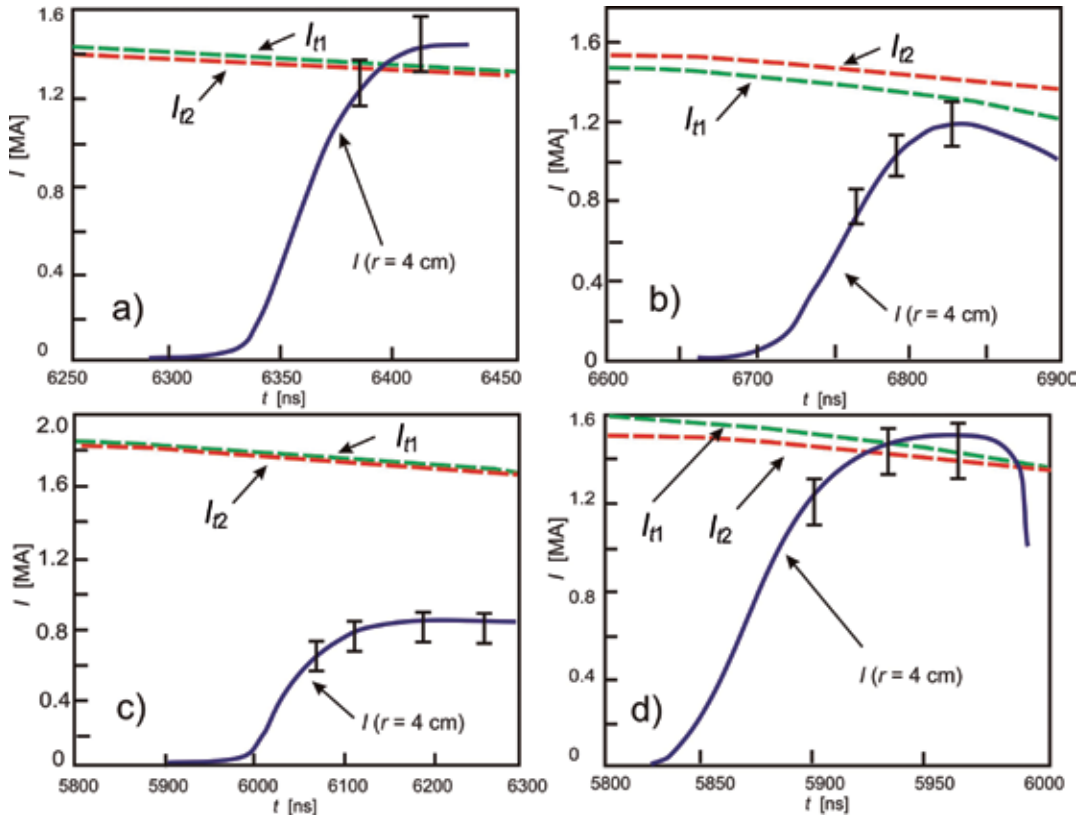 1.6
1.2
0.8
0.4
0
I [MA]
I_t1
I_t2
I (r = 4 cm)
a)
6250 6300 6350 6400 6450
t [ns]
1.6
1.2
0.8
0.4
0
I [MA]
I_t2
I_t1
I (r = 4 cm)
b)
6600 6700 6800 6900
t [ns]
2.0
1.6
1.2
0.8
0.4
0
I [MA]
I_t1
I_t2
I (r = 4 cm)
c)
5800 5900 6000 6100 6200 6300
t [ns]
1.6
1.2
0.8
0.4
0
I [MA]
I_t1
I_t2
I (r = 4 cm)
d)
5800 5850 5900 5950 6000
t [ns]